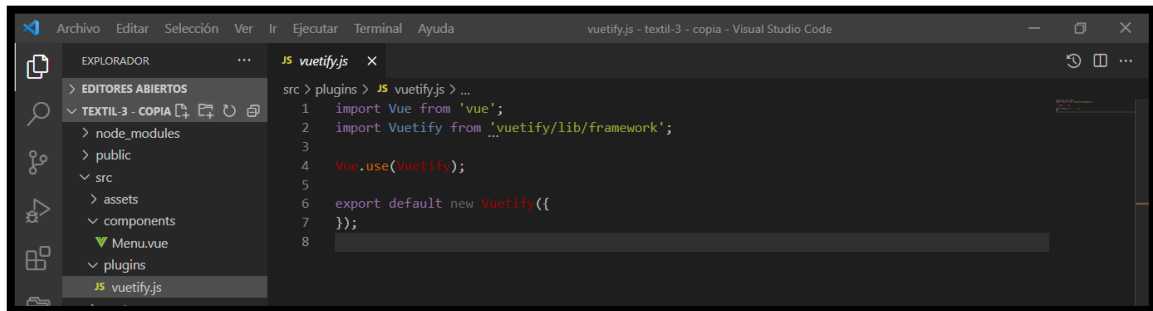 Archivo Editar Selección Ver Ir Ejecutar Terminal Ayuda vuetify.js - textil-3 - copia - Visual Studio Code
EXPLORADOR
EDITORES ABIERTOS
TEXTIL-3 - COPIA
node_modules
public
src
assets
components
Menu.vue
plugins
JS vuetify.js
JS vuetify.js
src > plugins > JS vuetify.js > ...
1 import Vue from 'vue';
2 import Vuetify from 'vuetify/lib/framework';
3
4 Vue.use(Vuetify);
5
6 export default new Vuetify({
7 });
8